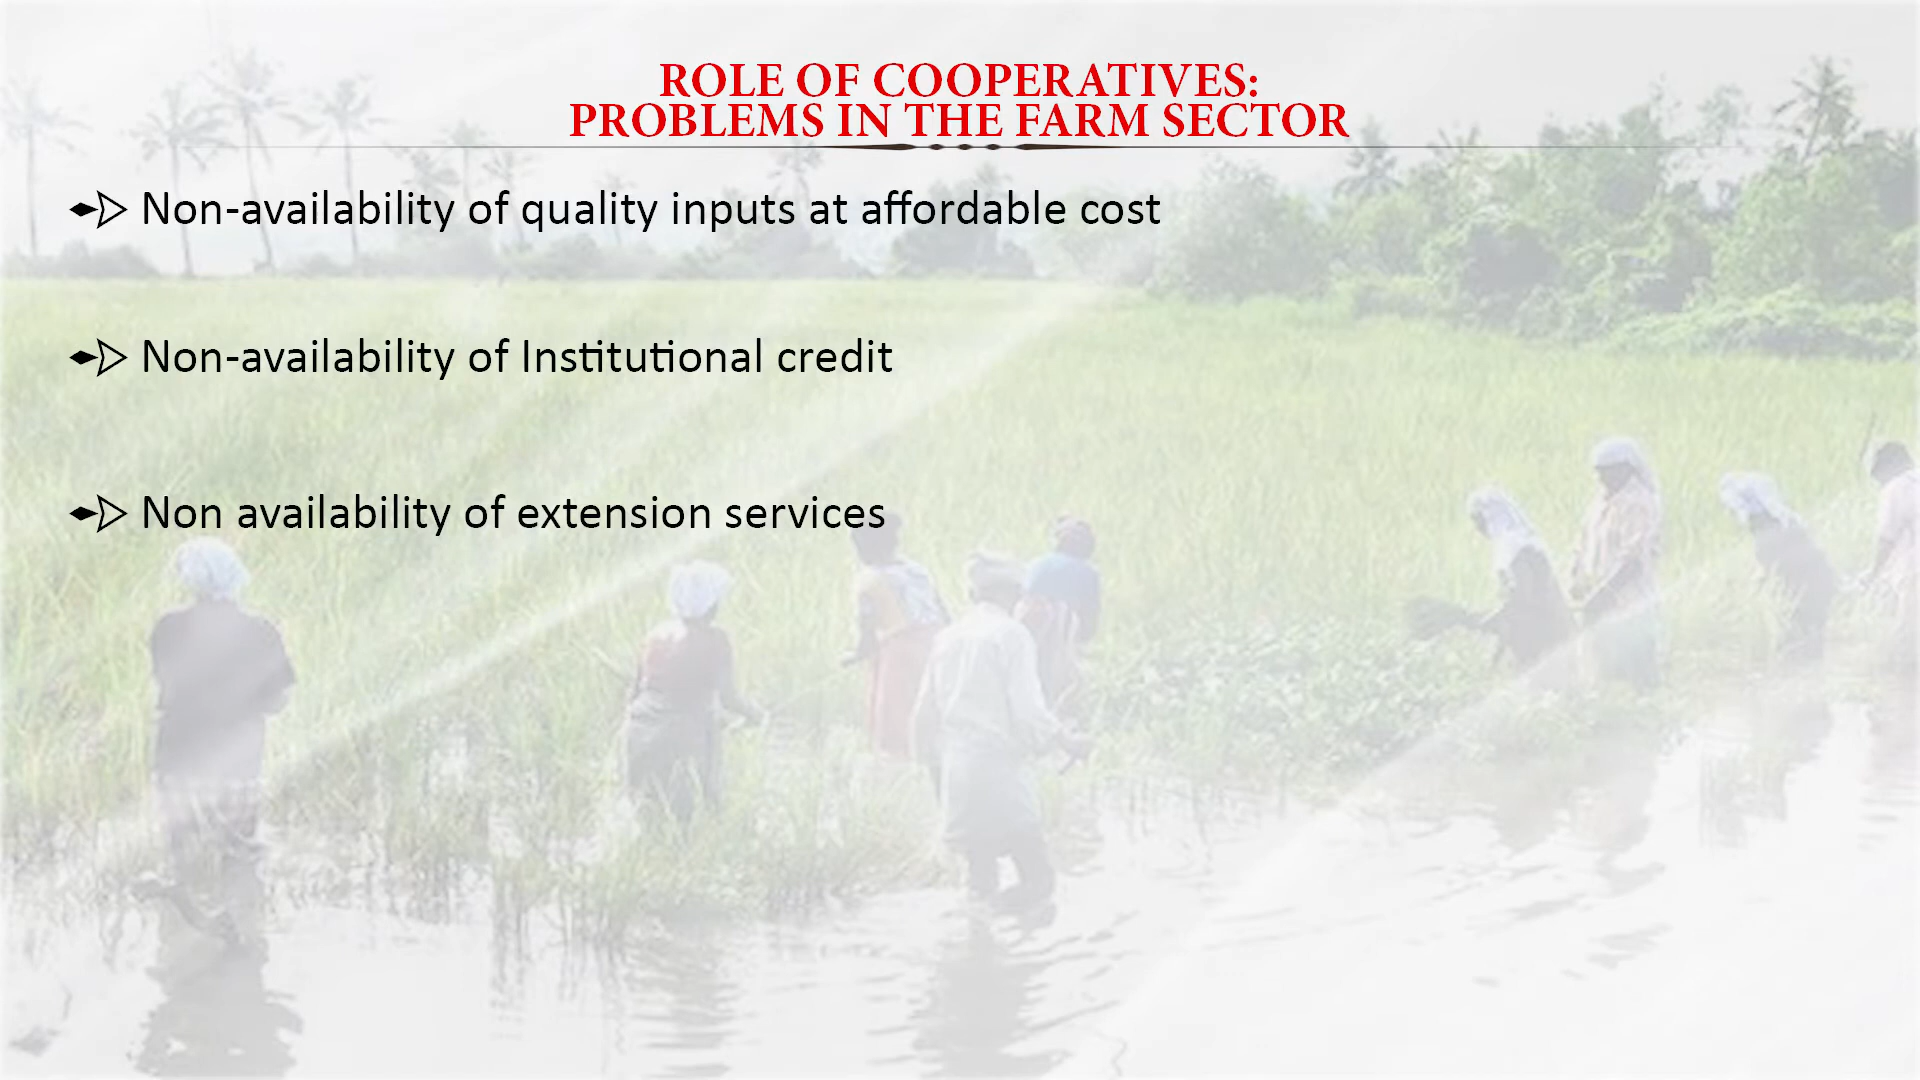 ROLE OF COOPERATIVES:
PROBLEMS IN THE FARM SECTOR
Non-availability of quality inputs at affordable cost
Non-availability of Institutional credit
Non availability of extension services